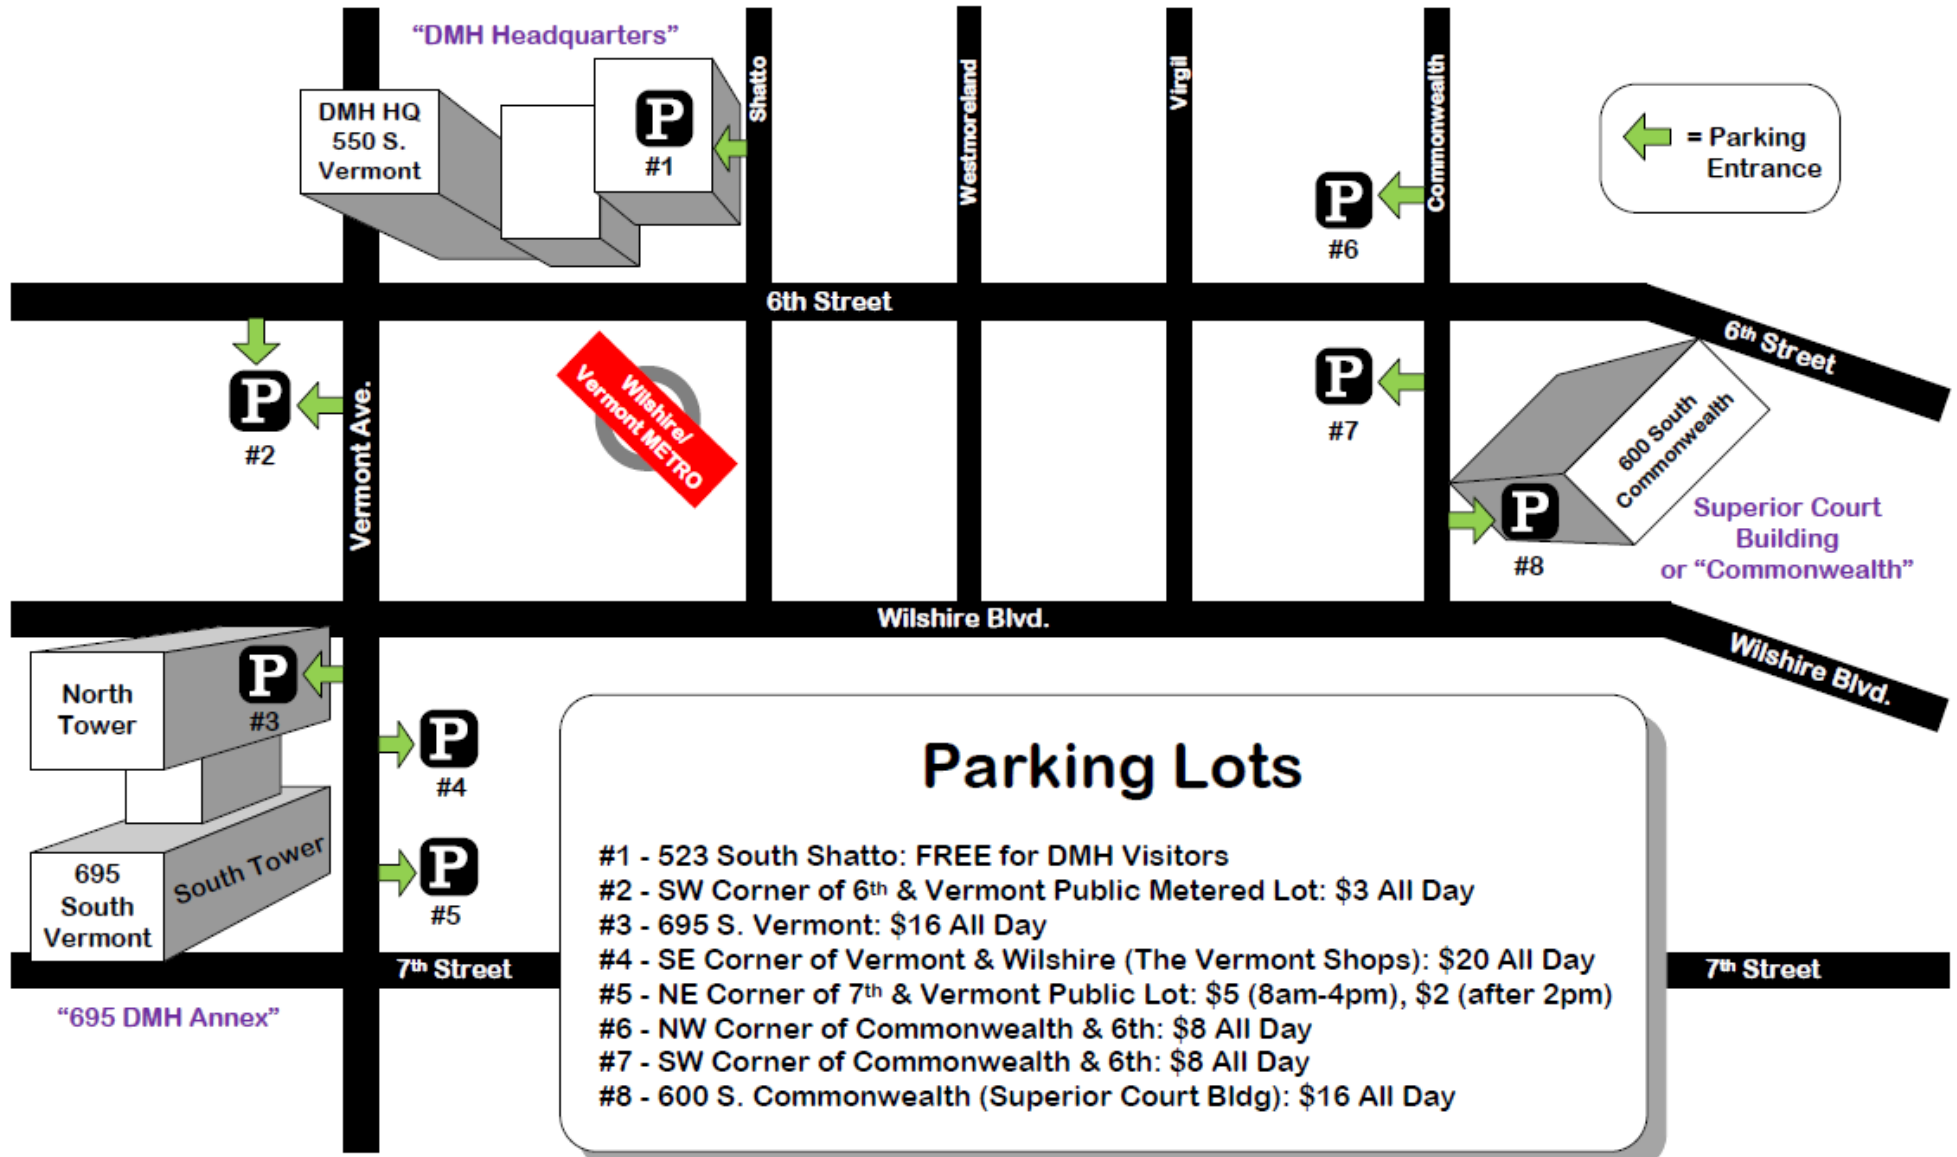 “DMH Headquarters”
DMH HQ
550 S.
Vermont
P
#1
Shatto
Westmoreland
Virgil
Commonwealth
= Parking
Entrance
P
#6
6th Street
6th Street
P
#2
Vermont Ave.
Wilshire/
Vermont METRO
P
#7
600 South
Commonwealth
P
#8
Superior Court
Building
or “Commonwealth”
Wilshire Blvd.
Wilshire Blvd.
North
Tower
P
#3
P
#4
695
South
Vermont
South Tower
P
#5
7th Street
7th Street
“695 DMH Annex”
Parking Lots
#1 - 523 South Shatto: FREE for DMH Visitors
#2 - SW Corner of 6th & Vermont Public Metered Lot: $3 All Day
#3 - 695 S. Vermont: $16 All Day
#4 - SE Corner of Vermont & Wilshire (The Vermont Shops): $20 All Day
#5 - NE Corner of 7th & Vermont Public Lot: $5 (8am-4pm), $2 (after 2pm)
#6 - NW Corner of Commonwealth & 6th: $8 All Day
#7 - SW Corner of Commonwealth & 6th: $8 All Day
#8 - 600 S. Commonwealth (Superior Court Bldg): $16 All Day